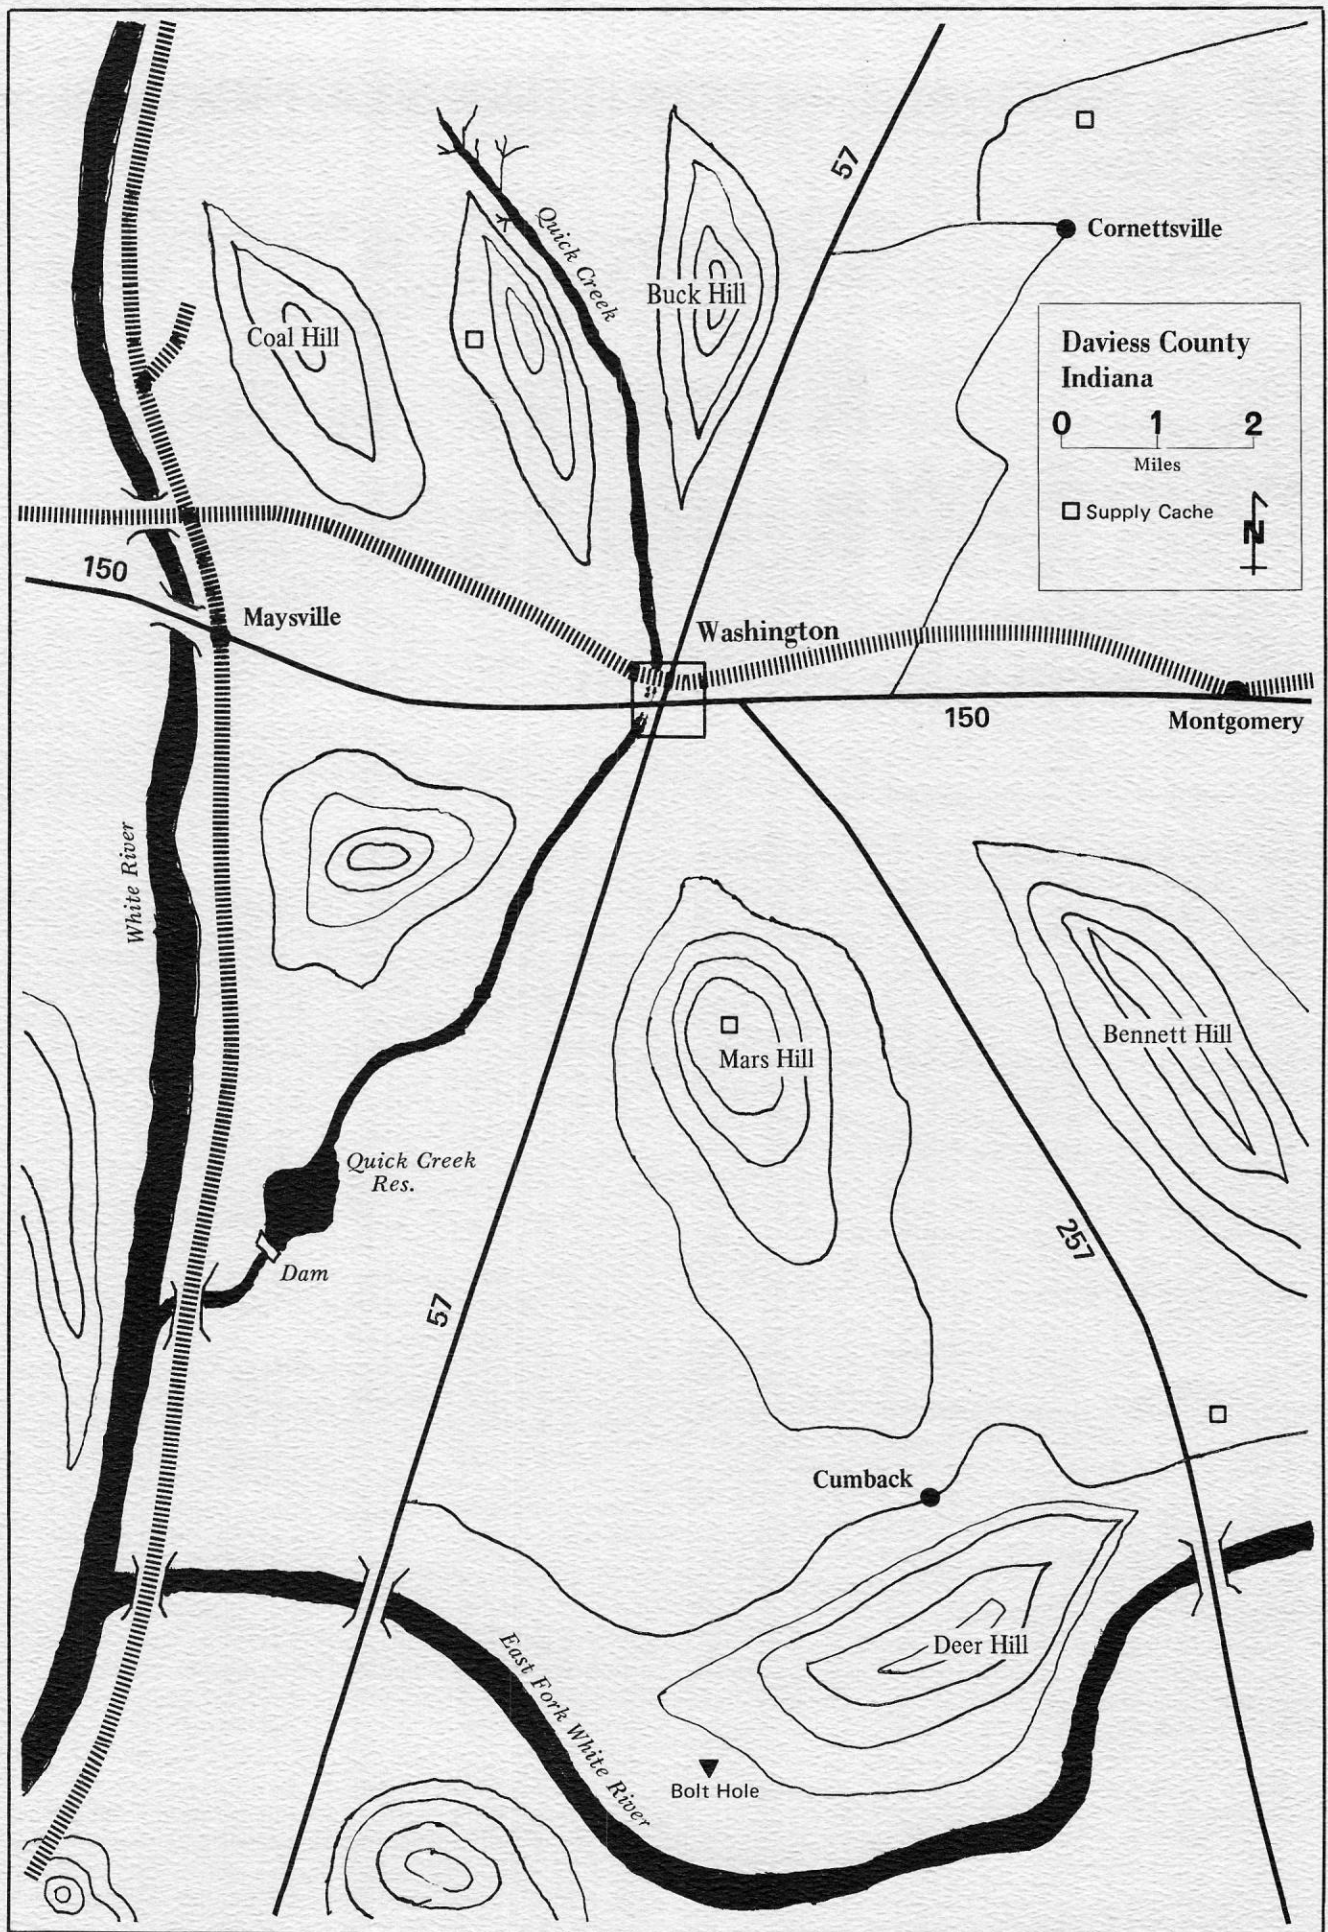 57
Quick Creek
Cornettsville
Buck Hill
Coal Hill
Daviess County
Indiana
0 1 2
Miles
Supply Cache
N
150
Maysville
Washington
150
Montgomery
White River
Mars Hill
Bennett Hill
Quick Creek
Res.
Dam
257
57
Cumback
Deer Hill
East Fork White River
Bolt Hole